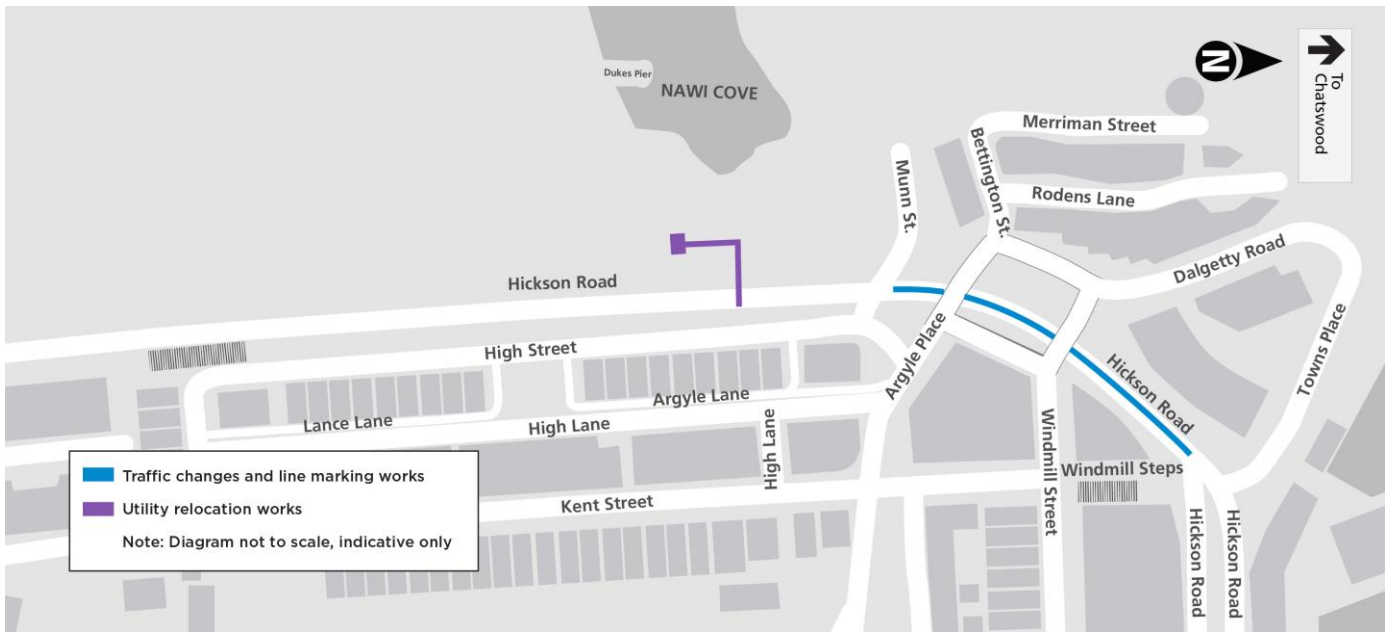 Dukes Pier
NAWI COVE
N
To
Chatswood
Merriman Street
Bettington St.
Munn St.
Rodens Lane
Dalgetty Road
Hickson Road
Towns Place
High Street
Argyle Place
Hickson Road
Argyle Lane
Lance Lane
High Lane
High Lane
Windmill Street
Windmill Steps
Kent Street
Hickson Road
Hickson Road
Traffic changes and line marking works
Utility relocation works
Note: Diagram not to scale, indicative only